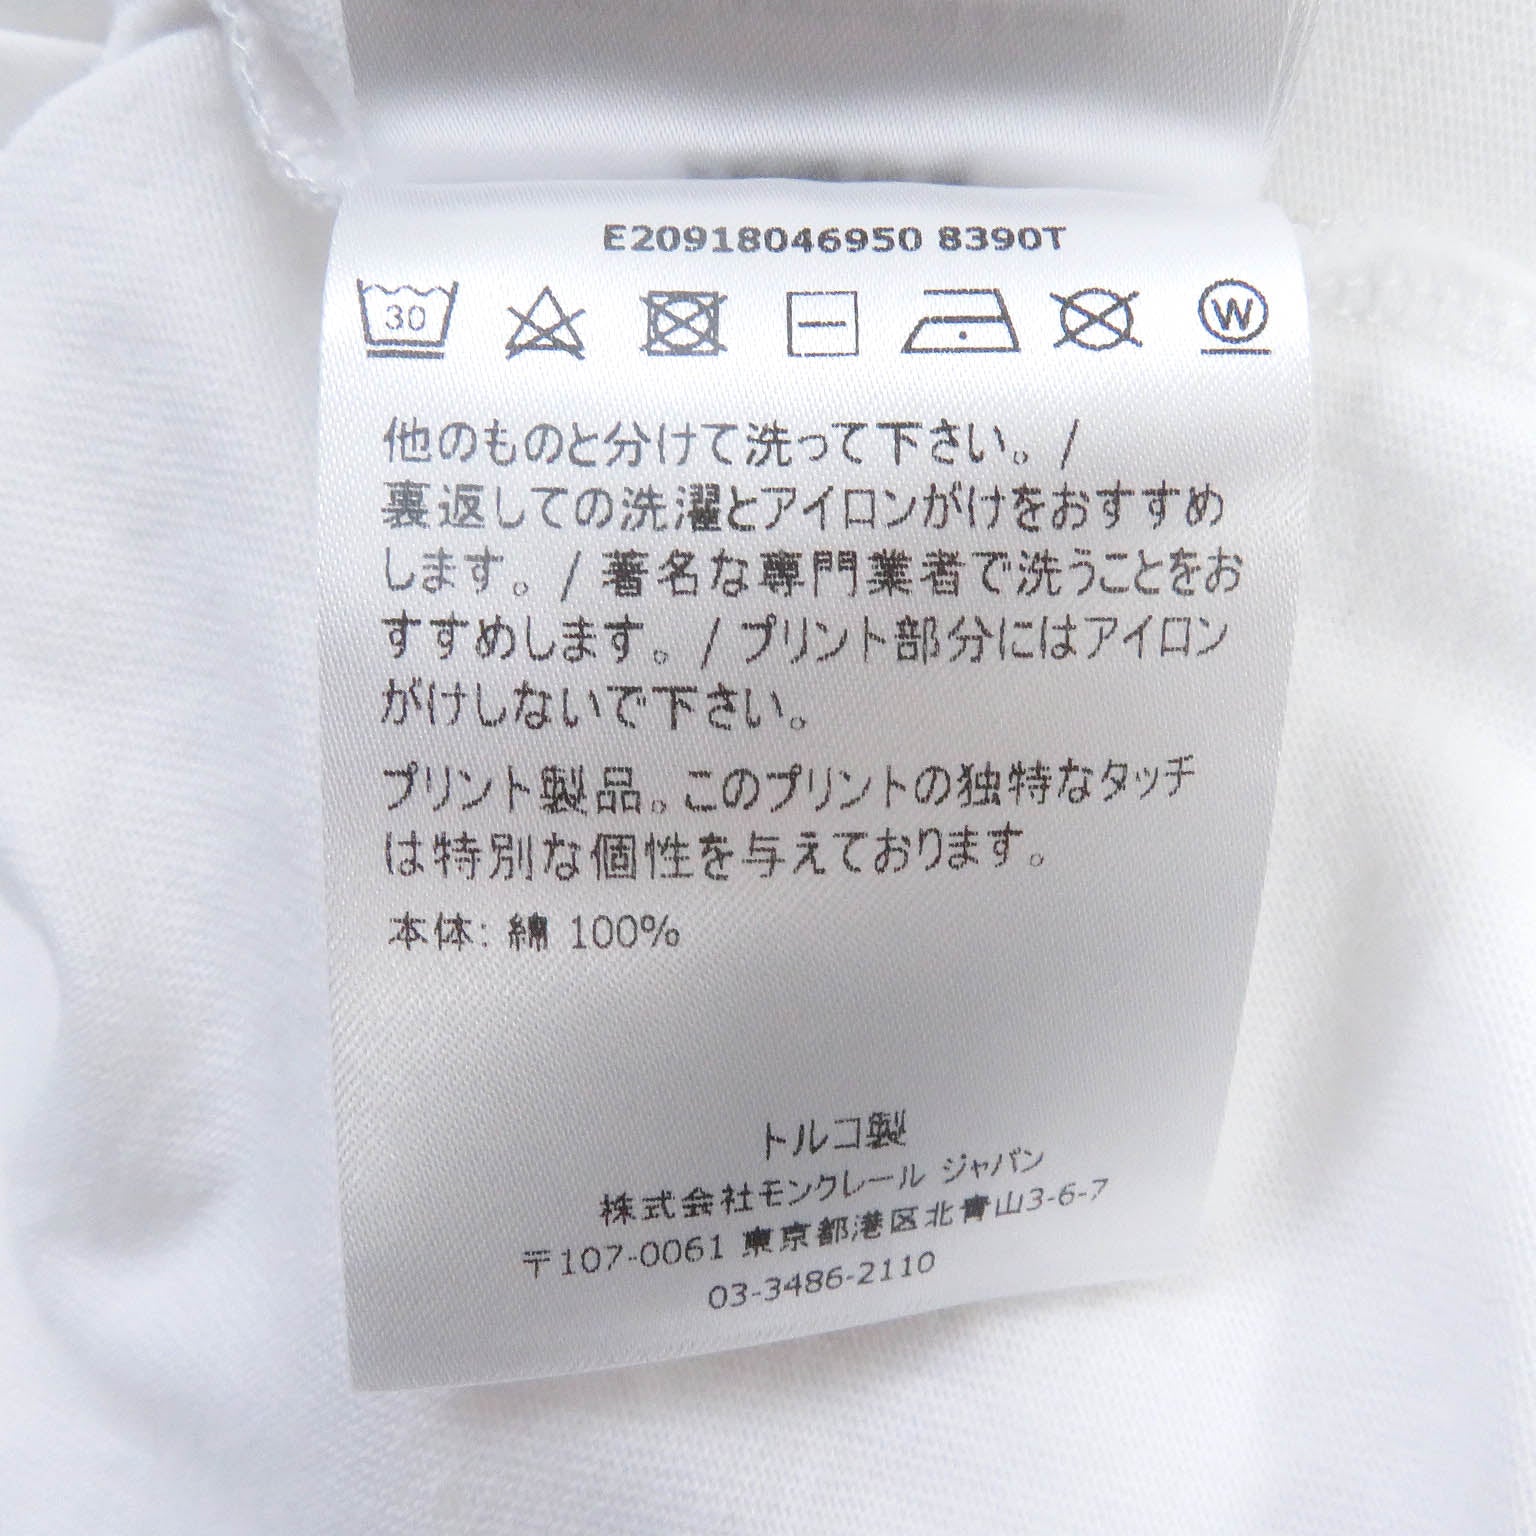 E20918046950 8390T
30
W
他のものと分けて洗って下さい。/
裏返しての洗濯とアイロンがけをおすすめ
します。/ 著名な専門業者で洗うことをお
すすめします。/ プリント部分にはアイロン
がけしないで下さい。
プリント製品。このプリントの独特なタッチ
は特別な個性を与えております。
本体: 綿 100%
トルコ製
株式会社モンクレール ジャパン
〒107-0061 東京都港区北青山3-6-7
03-3486-2110